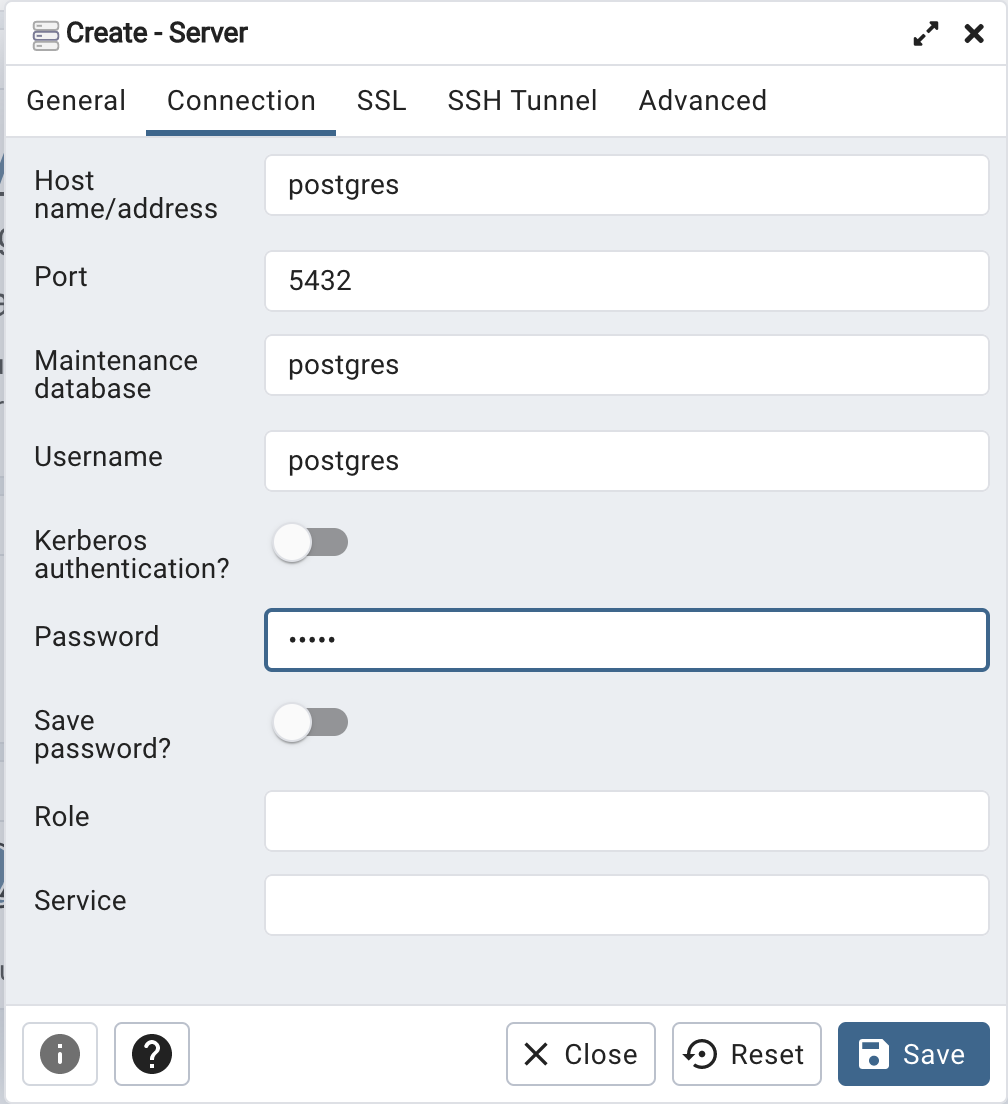 Create - Server
General Connection SSL SSH Tunnel Advanced
Host
name/address
postgres
Port
5432
Maintenance
database
postgres
Username
postgres
Kerberos
authentication?
Password
•••••
Save
password?
Role
Service
Close Reset Save